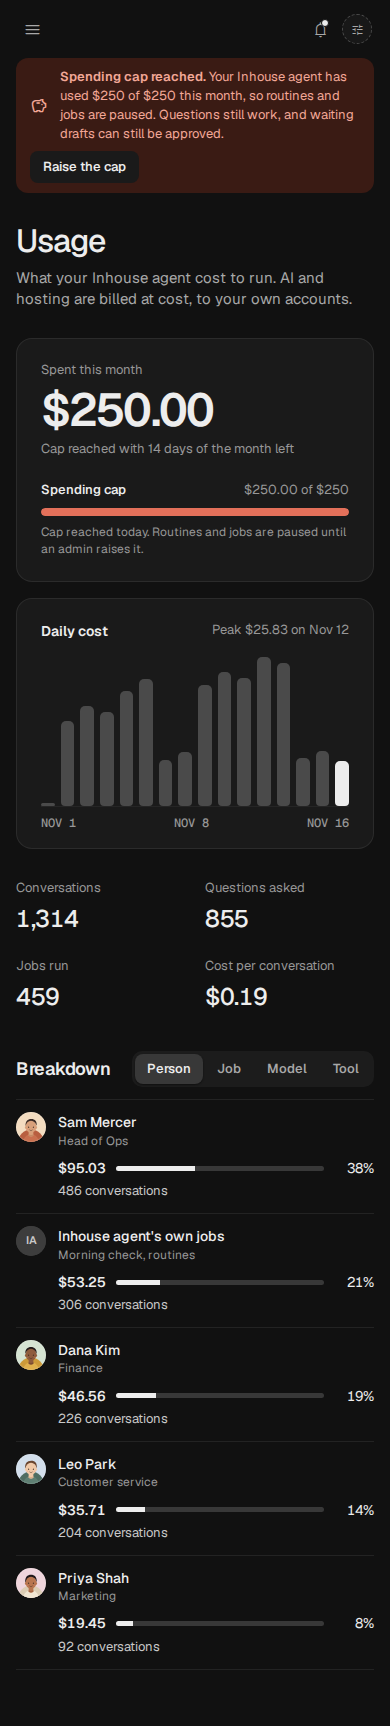 Spending cap reached. Your Inhouse agent has
used $250 of $250 this month, so routines and
jobs are paused. Questions still work, and waiting
drafts can still be approved.
Raise the cap
Usage
What your Inhouse agent cost to run. AI and
hosting are billed at cost, to your own accounts.
Spent this month
$250.00
Cap reached with 14 days of the month left
Spending cap $250.00 of $250
Cap reached today. Routines and jobs are paused until
an admin raises it.
Daily cost Peak $25.83 on Nov 12
NOV 1 NOV 8 NOV 16
Conversations Questions asked
1,314 855
Jobs run Cost per conversation
459 $0.19
Breakdown Person Job Model Tool
Sam Mercer
Head of Ops
$95.03 38%
486 conversations
IA Inhouse agent's own jobs
Morning check, routines
$53.25 21%
306 conversations
Dana Kim
Finance
$46.56 19%
226 conversations
Leo Park
Customer service
$35.71 14%
204 conversations
Priya Shah
Marketing
$19.45 8%
92 conversations